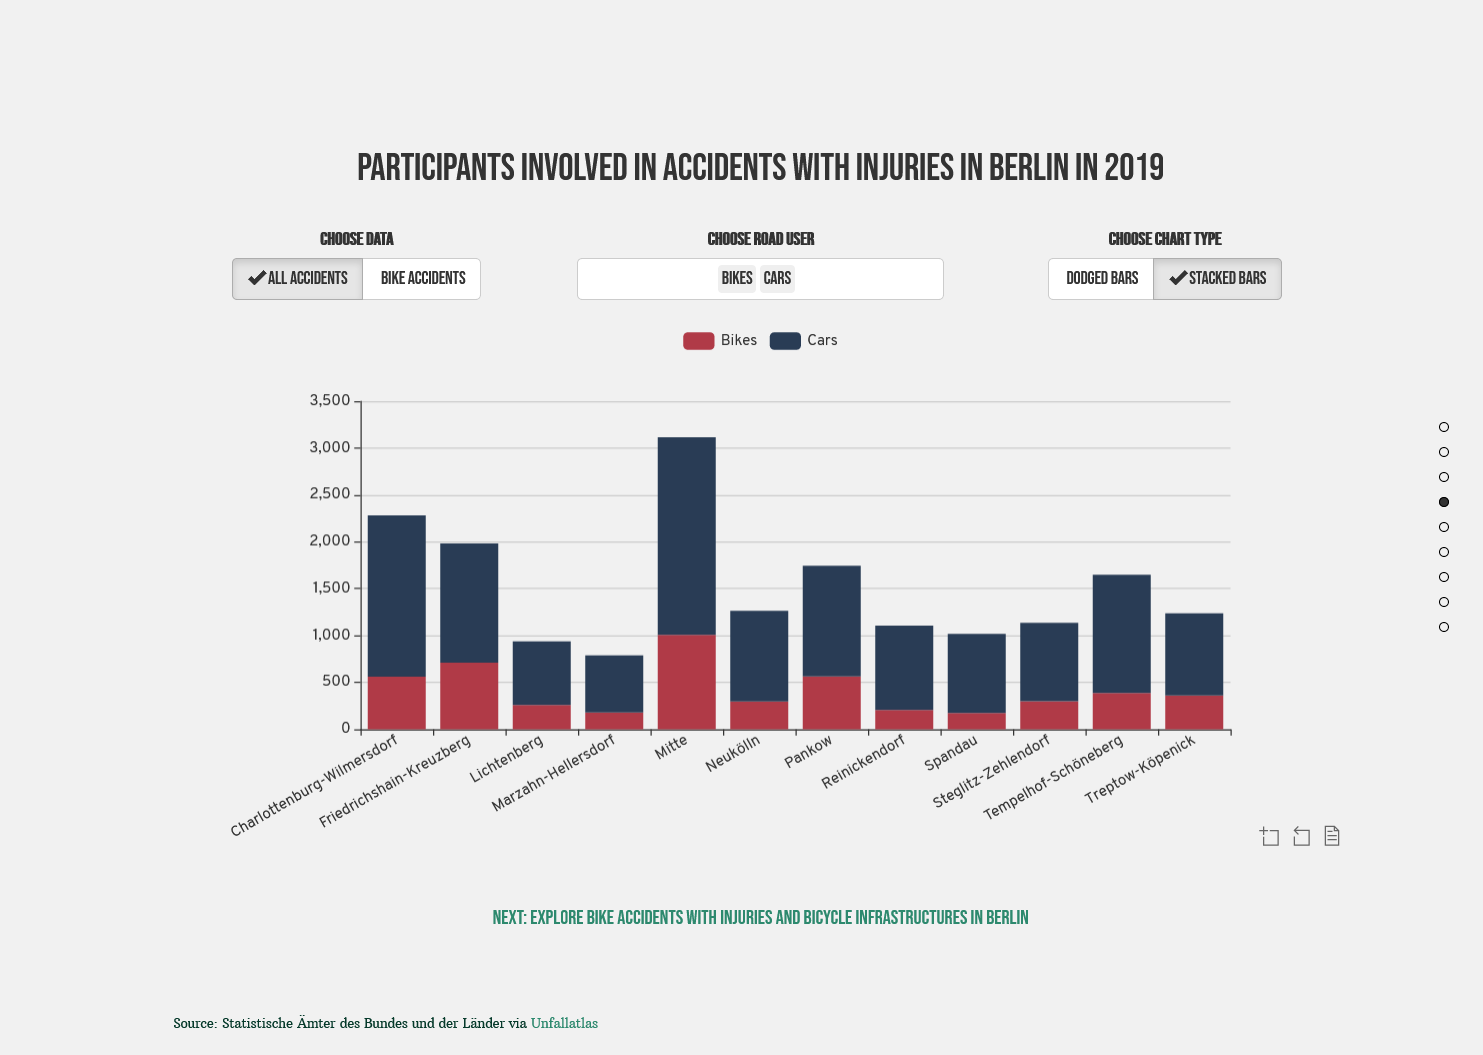 PARTICIPANTS INVOLVED IN ACCIDENTS WITH INJURIES IN BERLIN IN 2019
CHOOSE DATA
ALL ACCIDENTS BIKE ACCIDENTS
CHOOSE ROAD USER
BIKES CARS
CHOOSE CHART TYPE
DODGED BARS STACKED BARS
Bikes Cars
3,500
3,000
2,500
2,000
1,500
1,000
500
0
Charlottenburg-Wilmersdorf
Friedrichshain-Kreuzberg
Lichtenberg
Marzahn-Hellersdorf
Mitte
Neukölln
Pankow
Reinickendorf
Spandau
Steglitz-Zehlendorf
Tempelhof-Schöneberg
Treptow-Köpenick
NEXT: EXPLORE BIKE ACCIDENTS WITH INJURIES AND BICYCLE INFRASTRUCTURES IN BERLIN
Source: Statistische Ämter des Bundes und der Länder via Unfallatlas